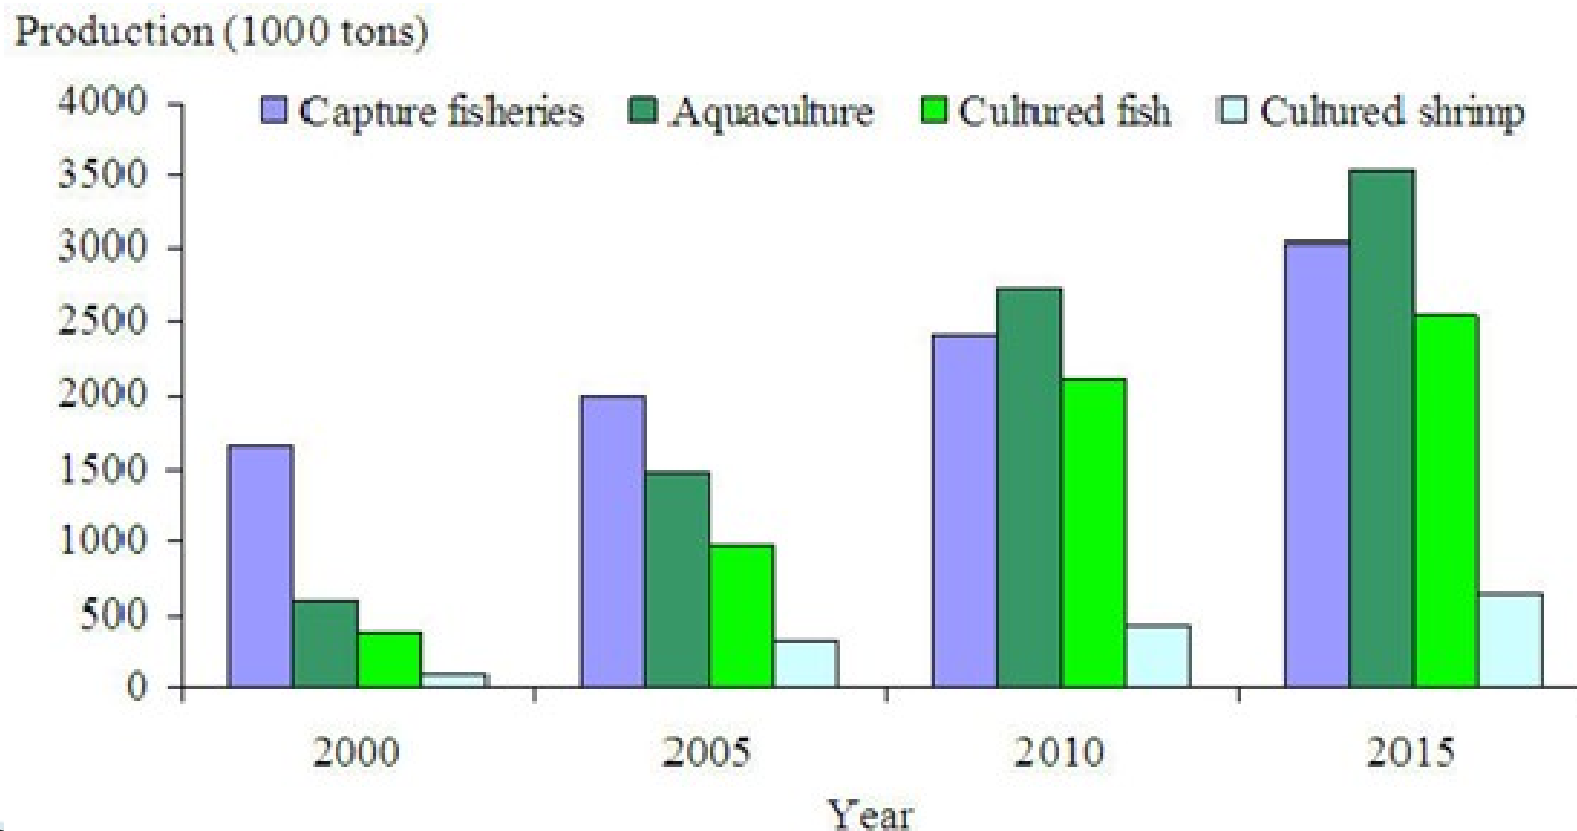 Production (1000 tons)
Capture fisheries Aquaculture Cultured fish Cultured shrimp
4000
3500
3000
2500
2000
1500
1000
500
0
2000 2005 2010 2015
Year